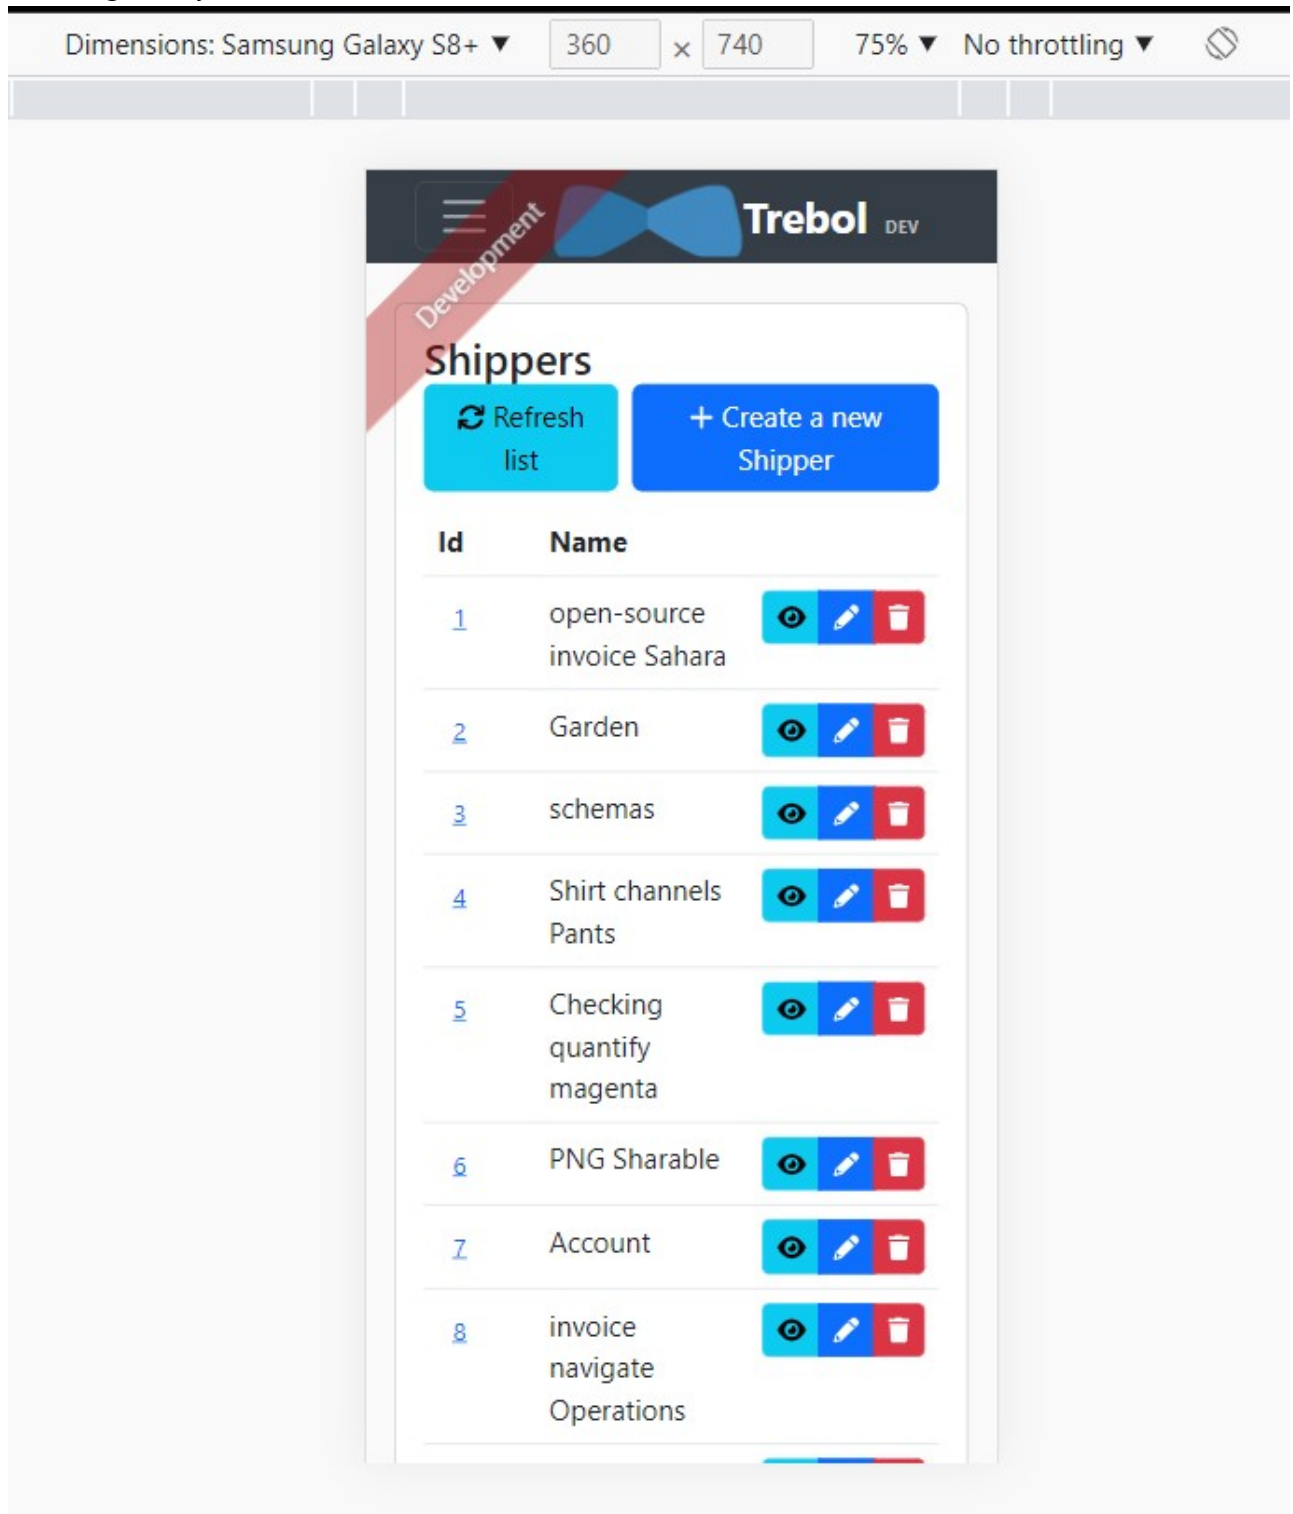 Dimensions: Samsung Galaxy S8+ ▼ 360 × 740 75% ▼ No throttling ▼
Trebol DEV
Development
Shippers
Refresh list
+ Create a new Shipper
Id Name
1 open-source
invoice Sahara
2 Garden
3 schemas
4 Shirt channels
Pants
5 Checking
quantify
magenta
6 PNG Sharable
7 Account
8 invoice
navigate
Operations